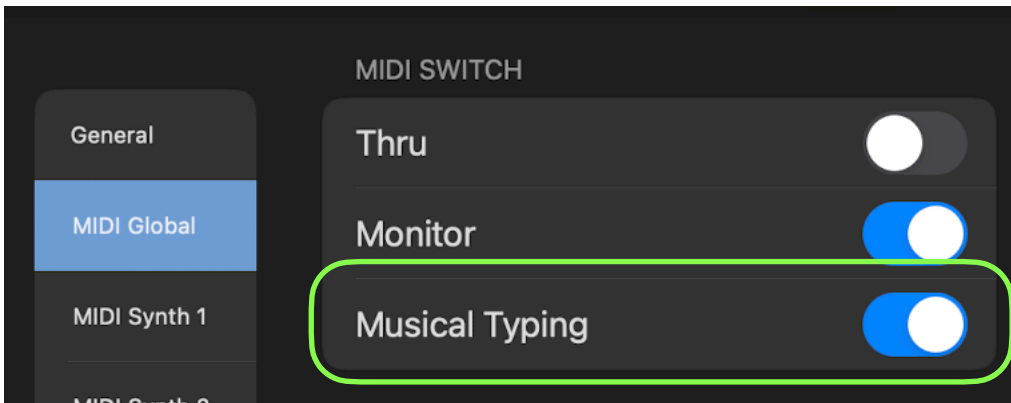 MIDI SWITCH
General
Thru
MIDI Global
Monitor
MIDI Synth 1
Musical Typing